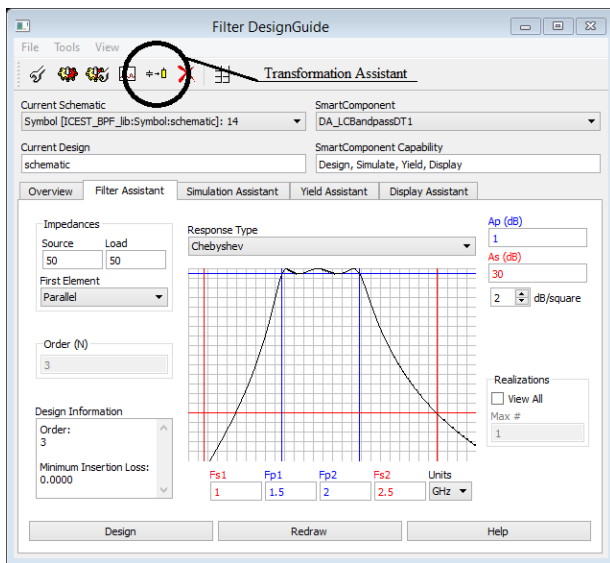 Filter DesignGuide
File Tools View
Transformation Assistant
Current Schematic
SmartComponent
Symbol [ICEST_BPF_lib:Symbol:schematic]: 14
DA_LCBandpassDT1
Current Design
SmartComponent Capability
schematic
Design, Simulate, Yield, Display
Overview
Filter Assistant
Simulation Assistant
Yield Assistant
Display Assistant
Impedances
Source Load
50 50
First Element
Parallel
Order (N)
3
Design Information
Order:
3
Minimum Insertion Loss:
0.0000
Response Type
Chebyshev
Fs1 Fp1 Fp2 Fs2 Units
1 1.5 2 2.5 GHz
Ap (dB)
1
As (dB)
30
2 dB/square
Realizations
View All
Max #
1
Design
Redraw
Help